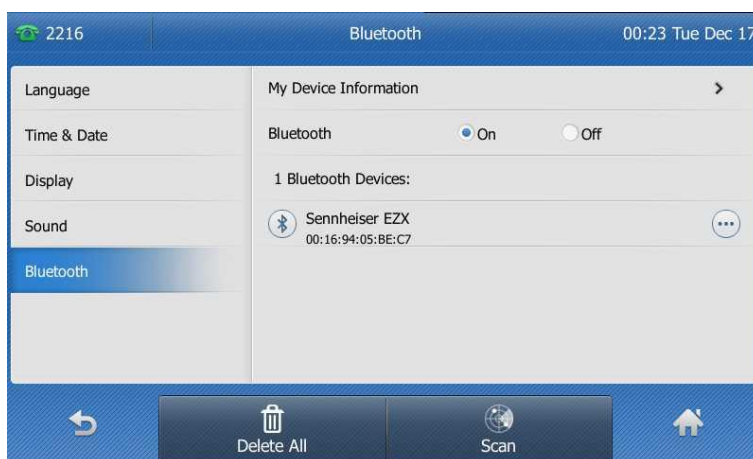 2216 Bluetooth 00:23 Tue Dec 17
Language
Time & Date
Display
Sound
Bluetooth
My Device Information
Bluetooth On Off
1 Bluetooth Devices:
Sennheiser EZX
00:16:94:05:BE:C7
Delete All Scan